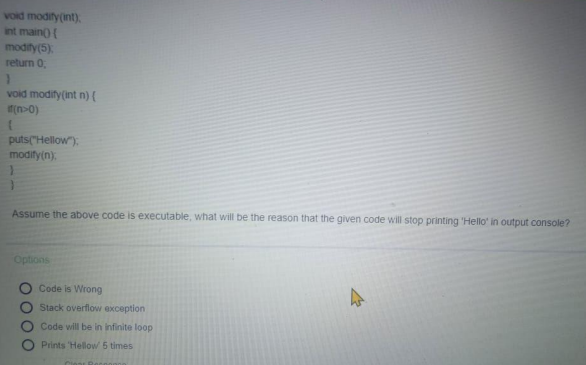 void modify(int);
int main() {
modify(5);
return 0;
}
void modify(int n) {
if(n>0)
{
puts("Hellow");
modify(n);
}
}
Assume the above code is executable, what will be the reason that the given code will stop printing 'Hello' in output console?
Options
Code is Wrong
Stack overflow exception
Code will be in infinite loop
Prints 'Hellow' 5 times